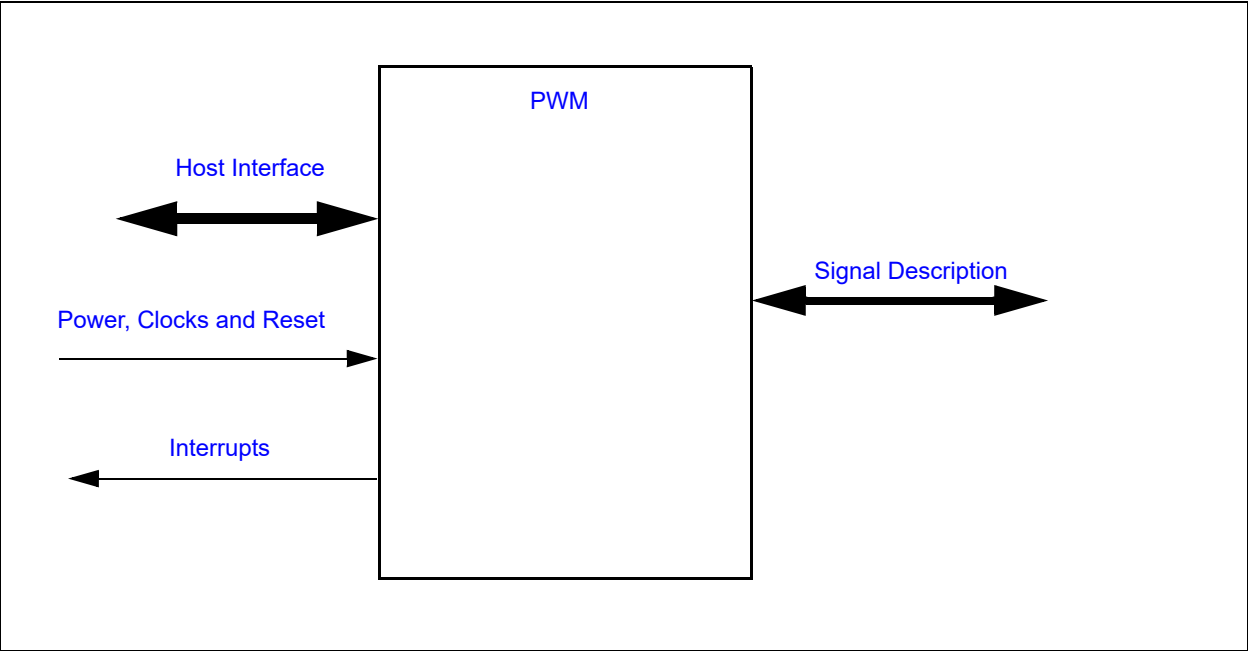 PWM
Host Interface
Signal Description
Power, Clocks and Reset
Interrupts